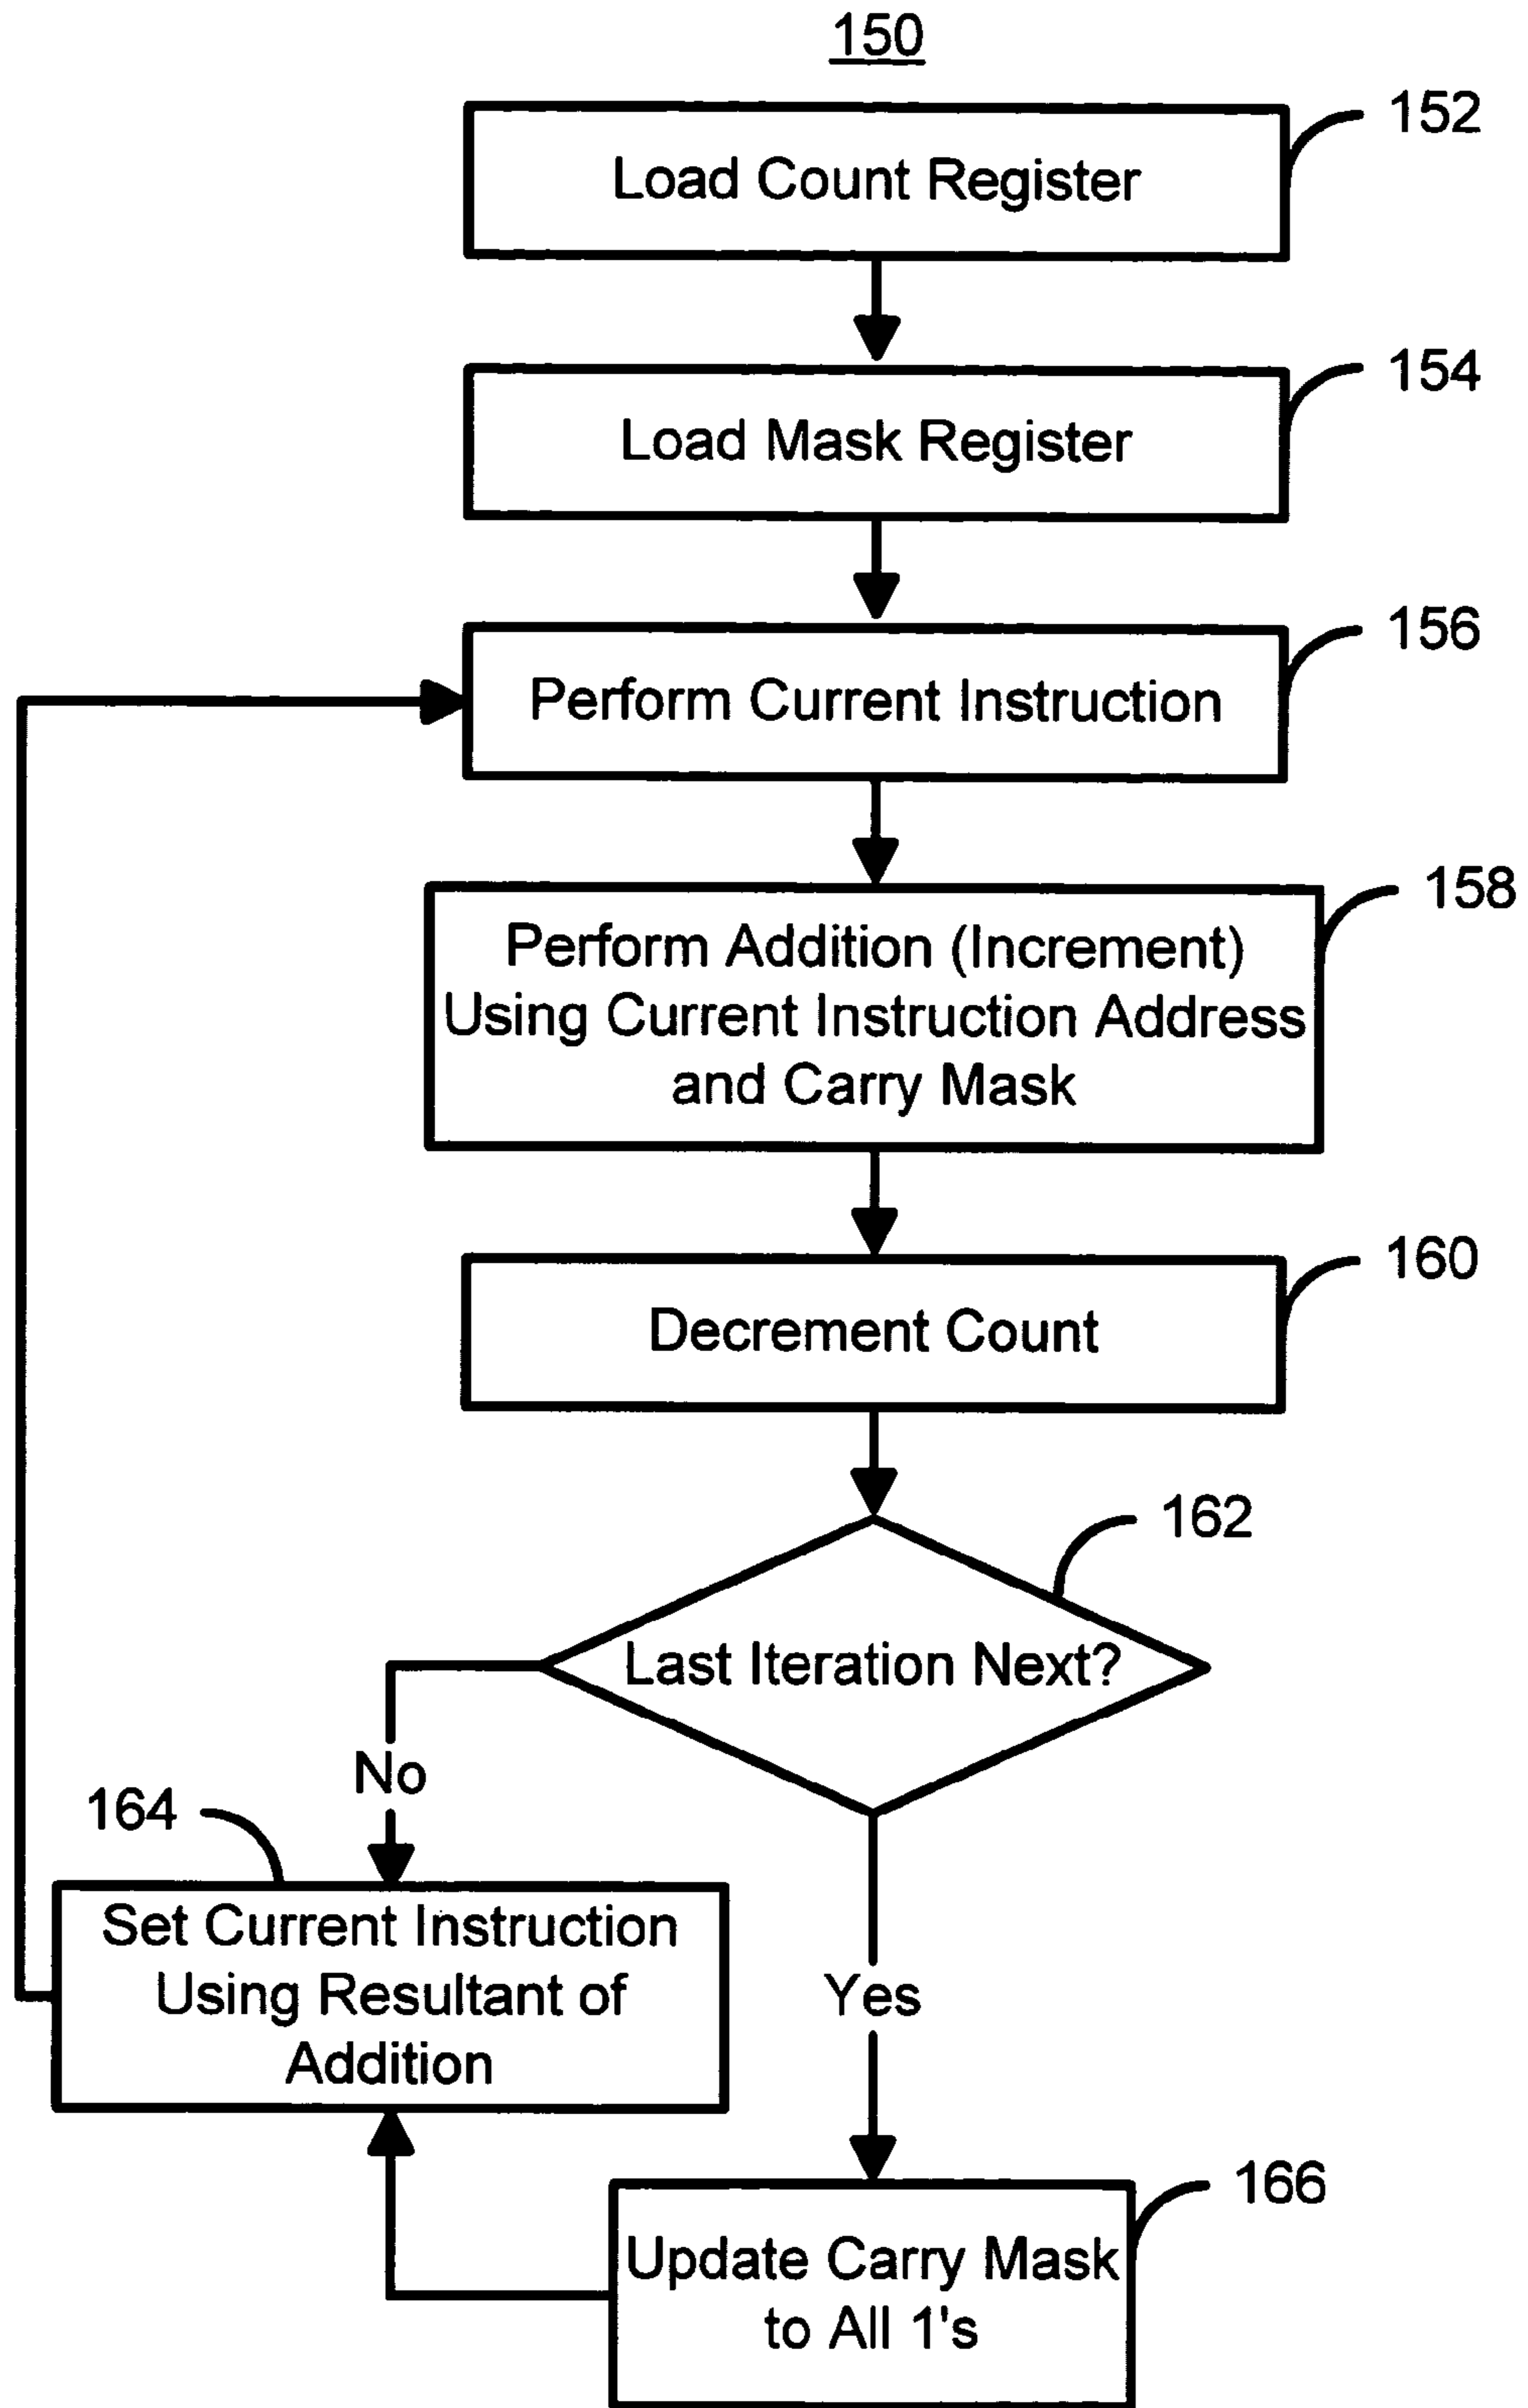 150
152
Load Count Register
154
Load Mask Register
156
Perform Current Instruction
158
Perform Addition (Increment)
Using Current Instruction Address
and Carry Mask
160
Decrement Count
162
Last Iteration Next?
No
164
Set Current Instruction
Using Resultant of
Addition
Yes
166
Update Carry Mask
to All 1's